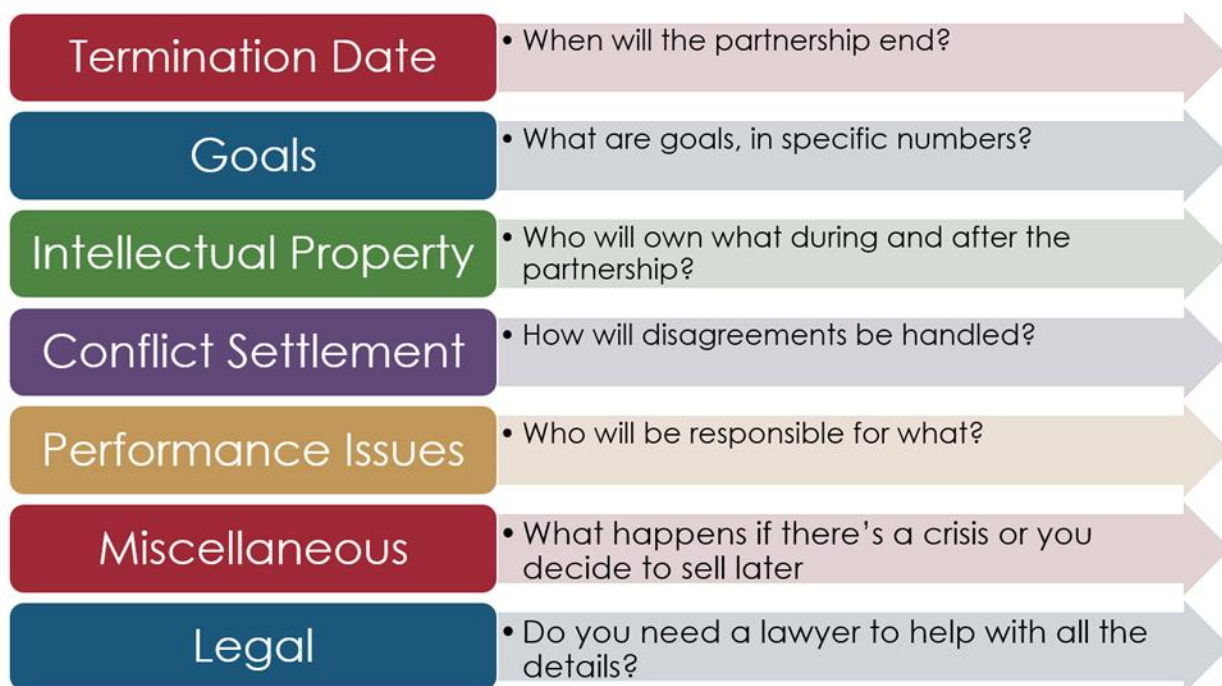 Termination Date
• When will the partnership end?
Goals
• What are goals, in specific numbers?
Intellectual Property
• Who will own what during and after the
partnership?
Conflict Settlement
• How will disagreements be handled?
Performance Issues
• Who will be responsible for what?
Miscellaneous
• What happens if there’s a crisis or you
decide to sell later
Legal
• Do you need a lawyer to help with all the
details?